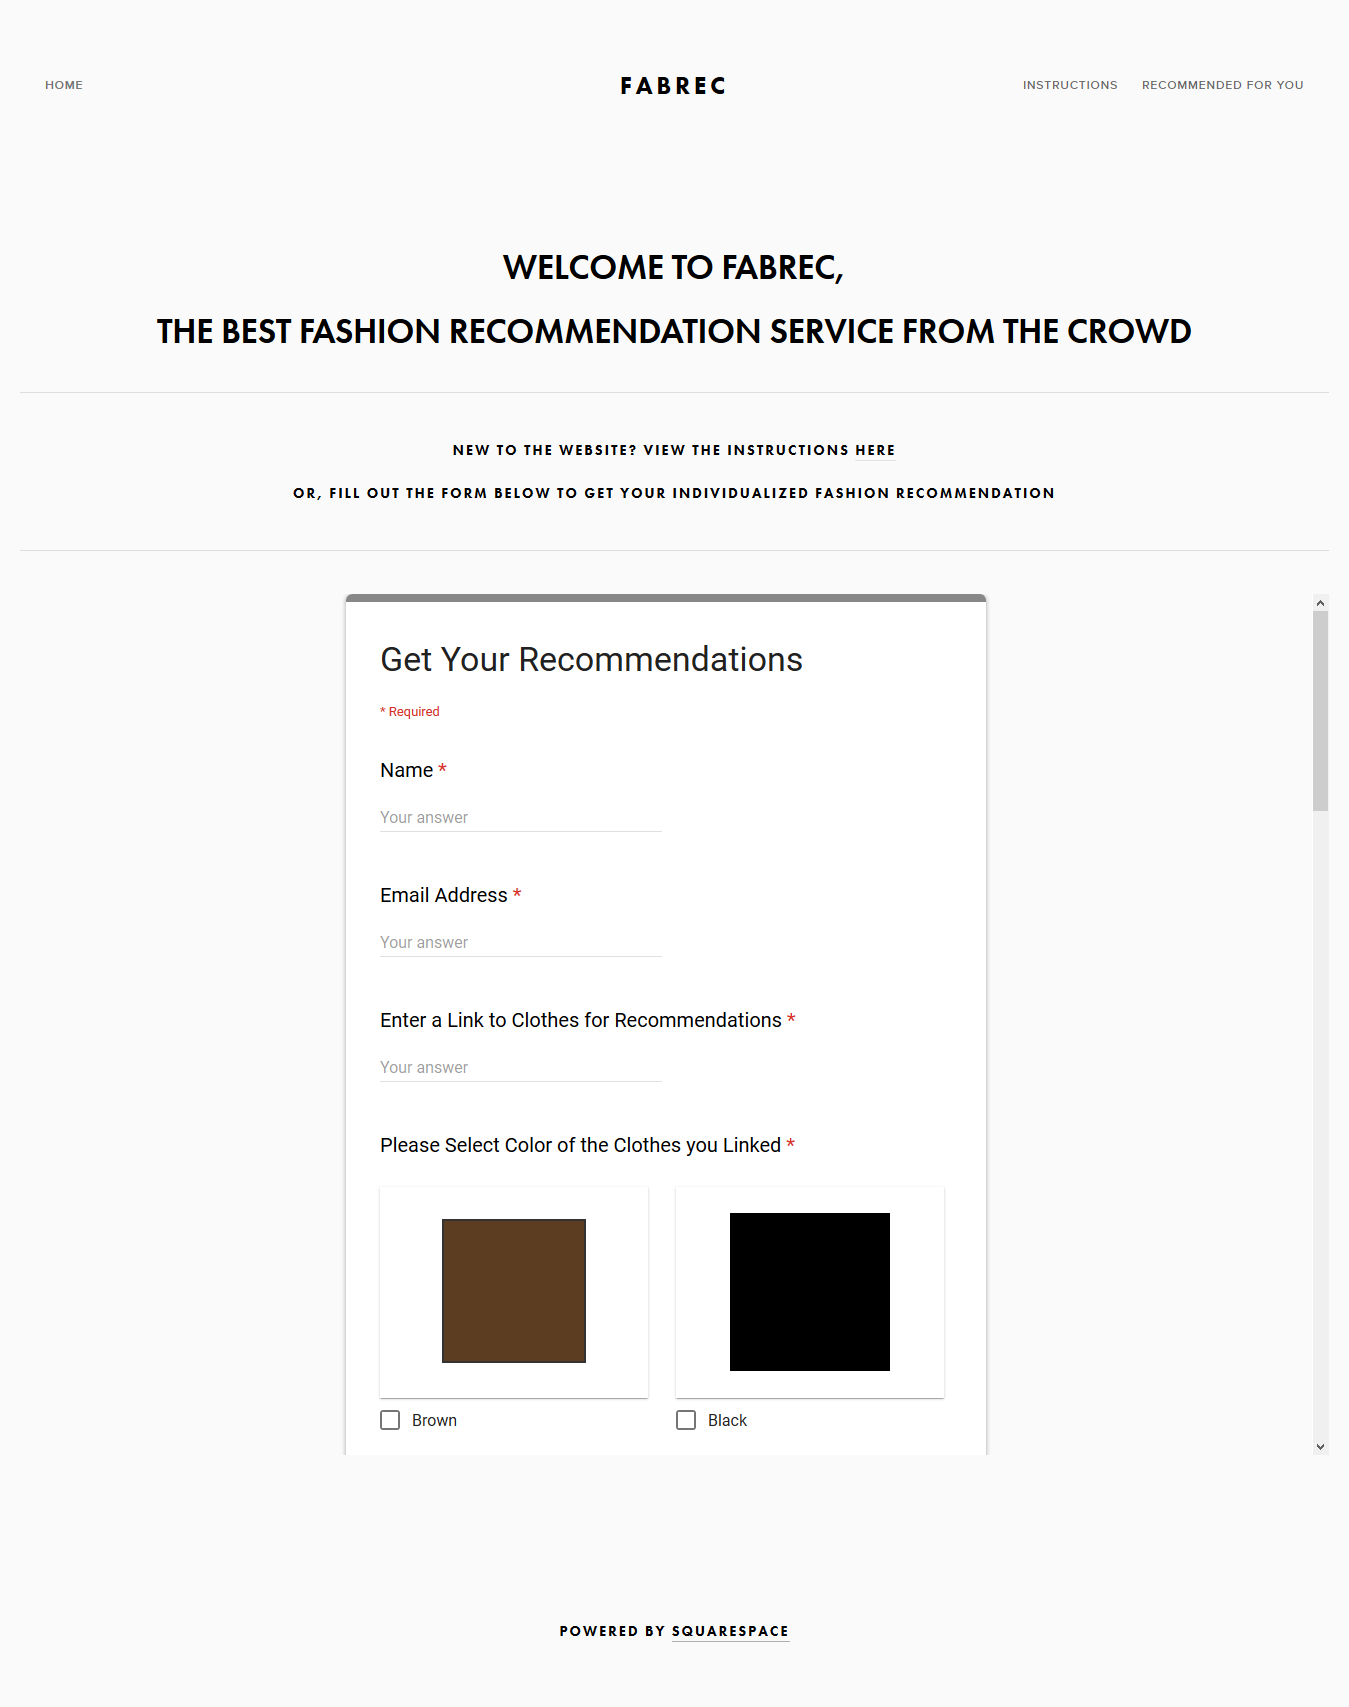 HOME
FABREC
INSTRUCTIONS
RECOMMENDED FOR YOU
WELCOME TO FABREC,
THE BEST FASHION RECOMMENDATION SERVICE FROM THE CROWD
NEW TO THE WEBSITE? VIEW THE INSTRUCTIONS HERE
OR, FILL OUT THE FORM BELOW TO GET YOUR INDIVIDUALIZED FASHION RECOMMENDATION
Get Your Recommendations
* Required
Name *
Your answer
Email Address *
Your answer
Enter a Link to Clothes for Recommendations *
Your answer
Please Select Color of the Clothes you Linked *
Brown
Black
POWERED BY SQUARESPACE